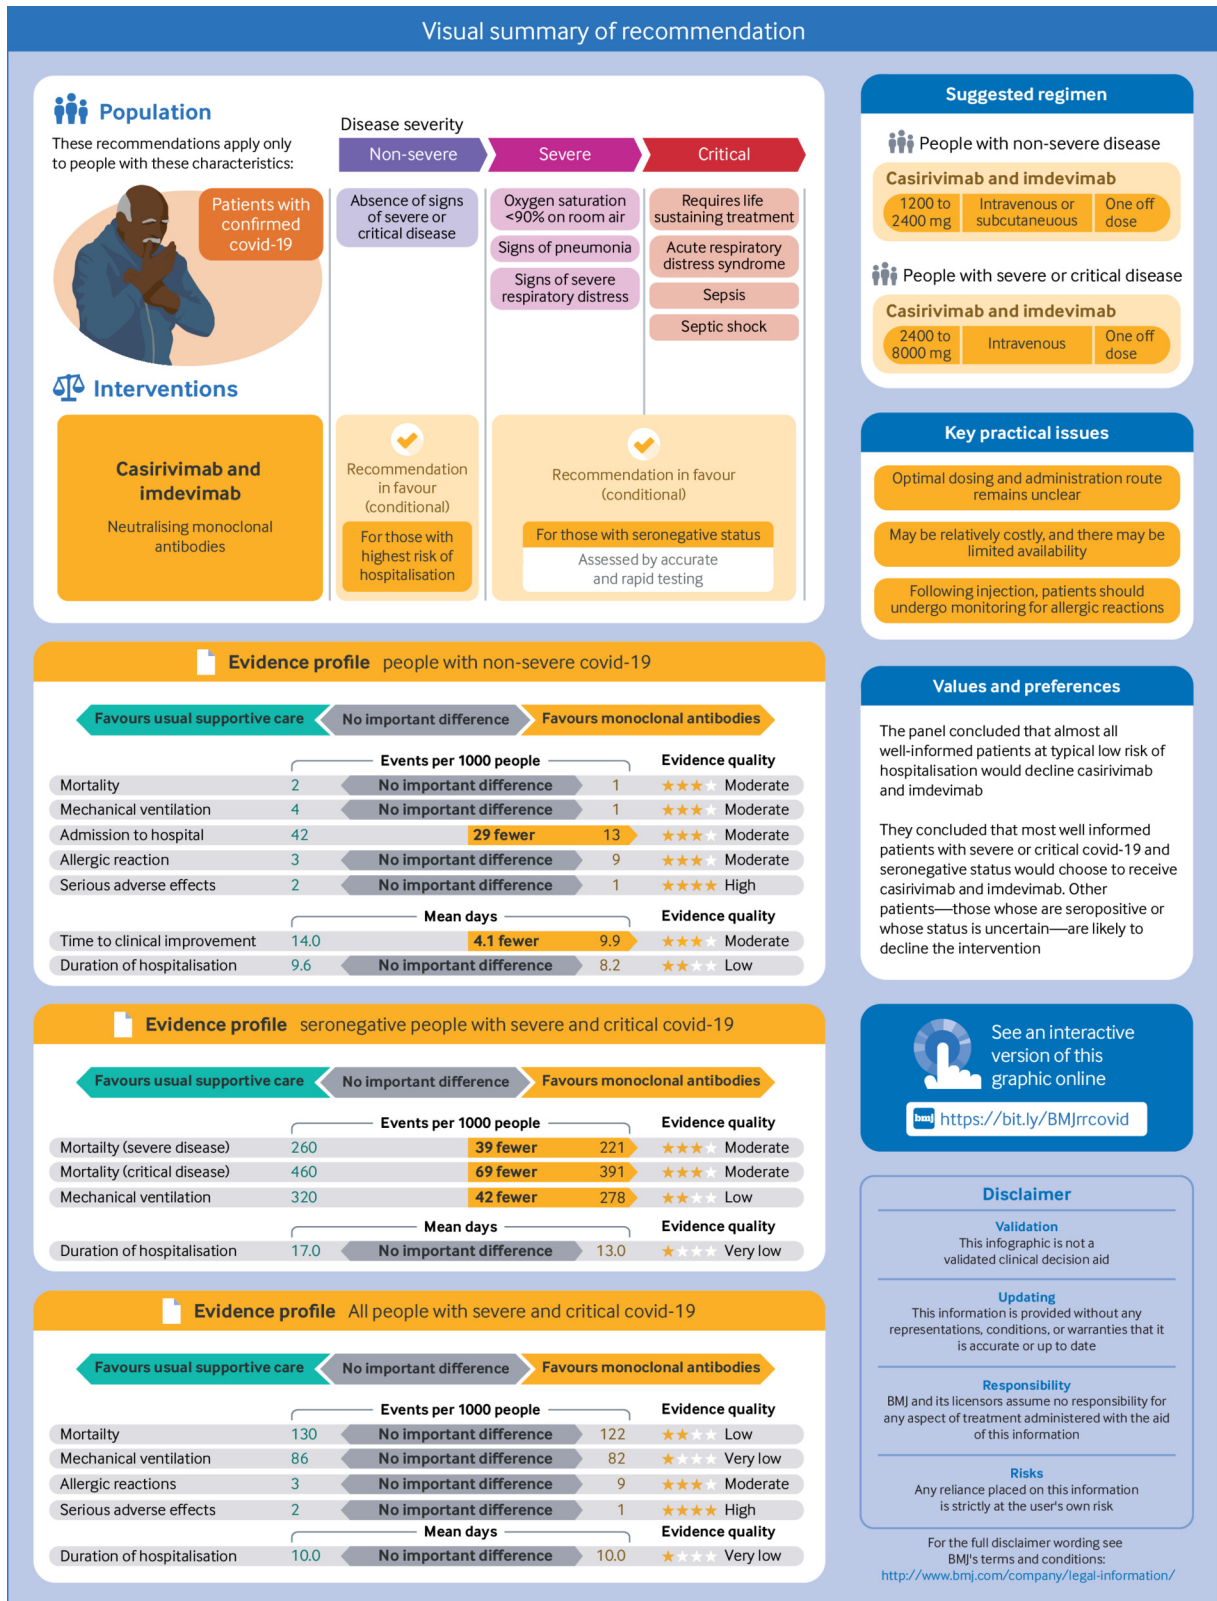 Visual summary of recommendation
Population
These recommendations apply only
to people with these characteristics:
Patients with
confirmed
covid-19
Disease severity
Non-severe
Severe
Critical
Absence of signs
of severe or
critical disease
Oxygen saturation
<90% on room air
Signs of pneumonia
Signs of severe
respiratory distress
Requires life
sustaining treatment
Acute respiratory
distress syndrome
Sepsis
Septic shock
Interventions
Casirivimab and
imdevimab
Neutralising monoclonal
antibodies
Recommendation
in favour
(conditional)
For those with
highest risk of
hospitalisation
Recommendation in favour
(conditional)
For those with seronegative status
Assessed by accurate
and rapid testing
Evidence profile people with non-severe covid-19
Favours usual supportive care No important difference Favours monoclonal antibodies
Events per 1000 people Evidence quality
Mortality 2 No important difference 1 Moderate
Mechanical ventilation 4 No important difference 1 Moderate
Admission to hospital 42 29 fewer 13 Moderate
Allergic reaction 3 No important difference 9 Moderate
Serious adverse effects 2 No important difference 1 High
Mean days Evidence quality
Time to clinical improvement 14.0 4.1 fewer 9.9 Moderate
Duration of hospitalisation 9.6 No important difference 8.2 Low
Evidence profile seronegative people with severe and critical covid-19
Favours usual supportive care No important difference Favours monoclonal antibodies
Events per 1000 people Evidence quality
Mortailty (severe disease) 260 39 fewer 221 Moderate
Mortailty (critical disease) 460 69 fewer 391 Moderate
Mechanical ventilation 320 42 fewer 278 Low
Mean days Evidence quality
Duration of hospitalisation 17.0 No important difference 13.0 Very low
Evidence profile All people with severe and critical covid-19
Favours usual supportive care No important difference Favours monoclonal antibodies
Events per 1000 people Evidence quality
Mortailty 130 No important difference 122 Low
Mechanical ventilation 86 No important difference 82 Very low
Allergic reactions 3 No important difference 9 Moderate
Serious adverse effects 2 No important difference 1 High
Mean days Evidence quality
Duration of hospitalisation 10.0 No important difference 10.0 Very low
Suggested regimen
People with non-severe disease
Casirivimab and imdevimab
1200 to
2400 mg
Intravenous or
subcutaneuous
One off
dose
People with severe or critical disease
Casirivimab and imdevimab
2400 to
8000 mg
Intravenous
One off
dose
Key practical issues
Optimal dosing and administration route
remains unclear
May be relatively costly, and there may be
limited availability
Following injection, patients should
undergo monitoring for allergic reactions
Values and preferences
The panel concluded that almost all
well-informed patients at typical low risk of
hospitalisation would decline casirivimab
and imdevimab
They concluded that most well informed
patients with severe or critical covid-19 and
seronegative status would choose to receive
casirivimab and imdevimab. Other
patients—those whose are seropositive or
whose status is uncertain—are likely to
decline the intervention
See an interactive
version of this
graphic online
bmj https://bit.ly/BMJrrcovid
Disclaimer
Validation
This infographic is not a
validated clinical decision aid
Updating
This information is provided without any
representations, conditions, or warranties that it
is accurate or up to date
Responsibility
BMJ and its licensors assume no responsibility for
any aspect of treatment administered with the aid
of this information
Risks
Any reliance placed on this information
is strictly at the user's own risk
For the full disclaimer wording see
BMJ's terms and conditions:
http://www.bmj.com/company/legal-information/